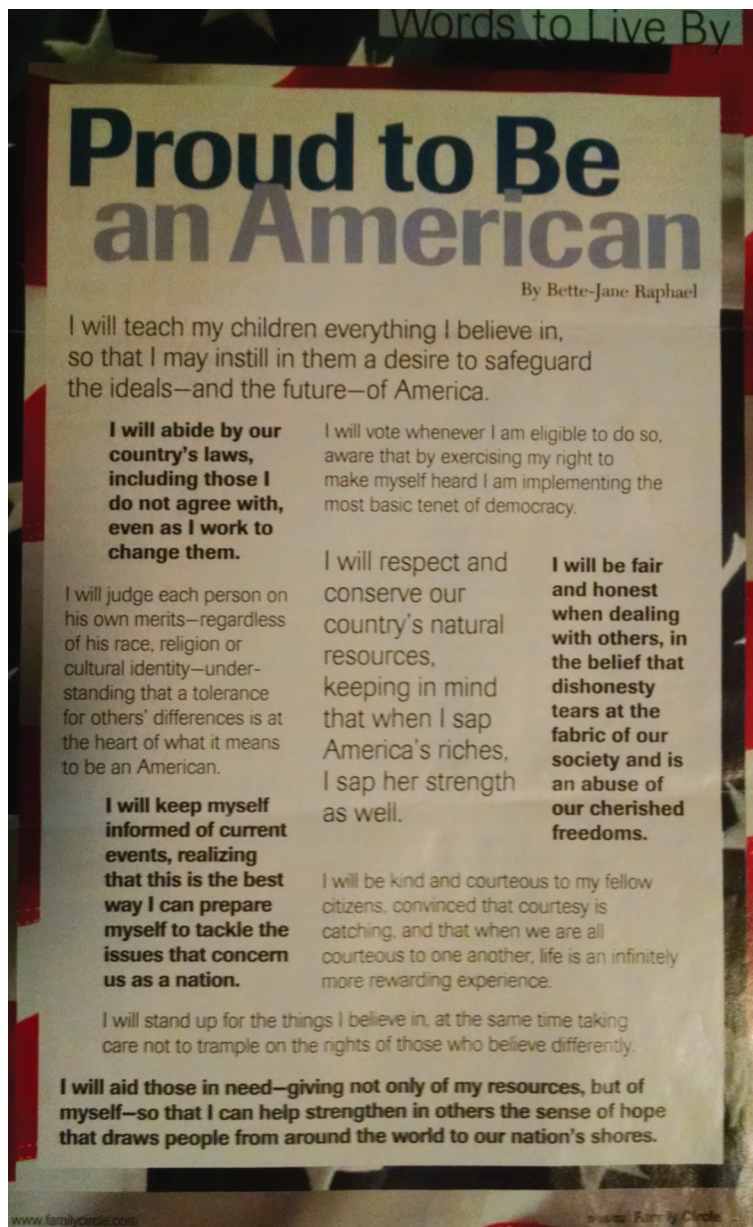 Words to Live By
Proud to Be
an American
By Bette-Jane Raphael
I will teach my children everything I believe in,
so that I may instill in them a desire to safeguard
the ideals—and the future—of America.
I will abide by our
country's laws,
including those I
do not agree with,
even as I work to
change them.
I will vote whenever I am eligible to do so,
aware that by exercising my right to
make myself heard I am implementing the
most basic tenet of democracy.
I will judge each person on
his own merits—regardless
of his race, religion or
cultural identity—under-
standing that a tolerance
for others' differences is at
the heart of what it means
to be an American.
I will respect and
conserve our
country's natural
resources,
keeping in mind
that when I sap
America's riches,
I sap her strength
as well.
I will be fair
and honest
when dealing
with others, in
the belief that
dishonesty
tears at the
fabric of our
society and is
an abuse of
our cherished
freedoms.
I will keep myself
informed of current
events, realizing
that this is the best
way I can prepare
myself to tackle the
issues that concern
us as a nation.
I will be kind and courteous to my fellow
citizens, convinced that courtesy is
catching, and that when we are all
courteous to one another, life is an infinitely
more rewarding experience.
I will stand up for the things I believe in, at the same time taking
care not to trample on the rights of those who believe differently.
I will aid those in need—giving not only of my resources, but of
myself—so that I can help strengthen in others the sense of hope
that draws people from around the world to our nation's shores.
www.familycircle.com
Family Circle